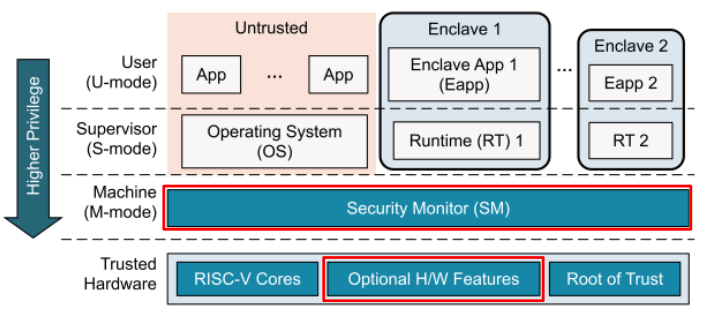 Untrusted
Enclave 1
Enclave 2
User
(U-mode)
App
...
App
Enclave App 1
(Eapp)
...
Eapp 2
Higher Privilege
Supervisor
(S-mode)
Operating System
(OS)
Runtime (RT) 1
RT 2
Machine
(M-mode)
Security Monitor (SM)
Trusted
Hardware
RISC-V Cores
Optional H/W Features
Root of Trust